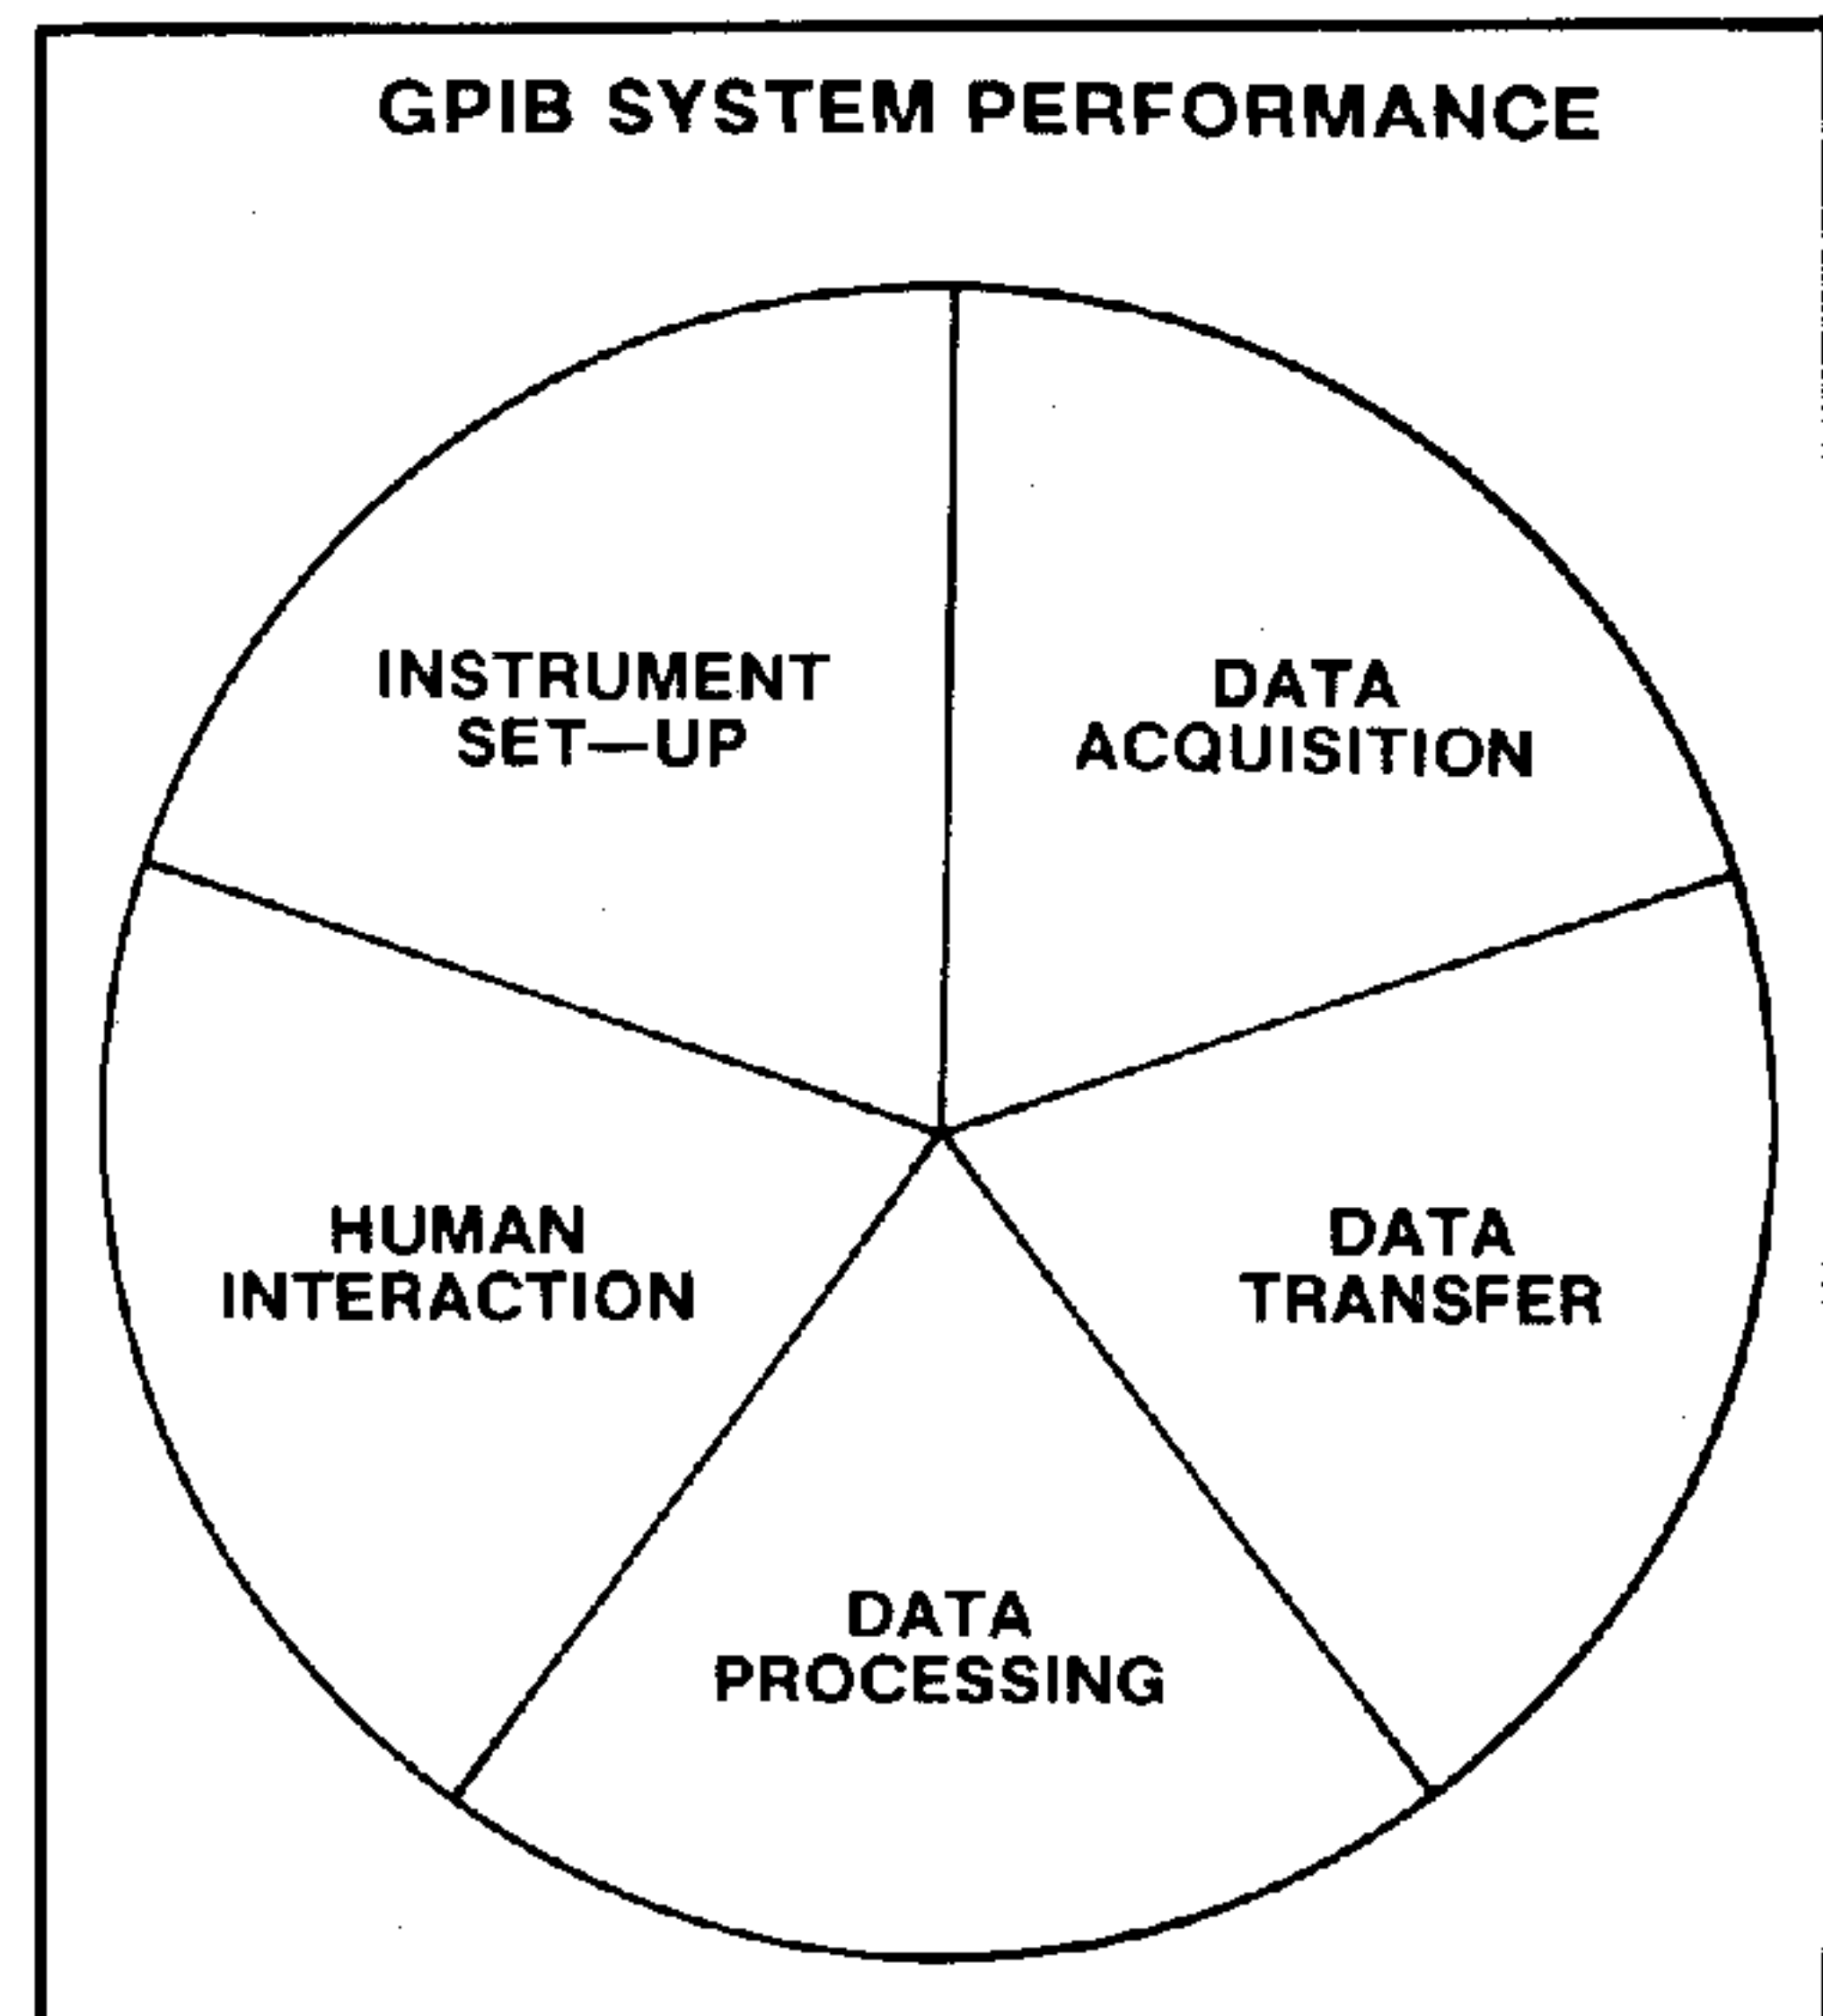 GPIB SYSTEM PERFORMANCE
INSTRUMENT
SET—UP
DATA
ACQUISITION
HUMAN
INTERACTION
DATA
TRANSFER
DATA
PROCESSING